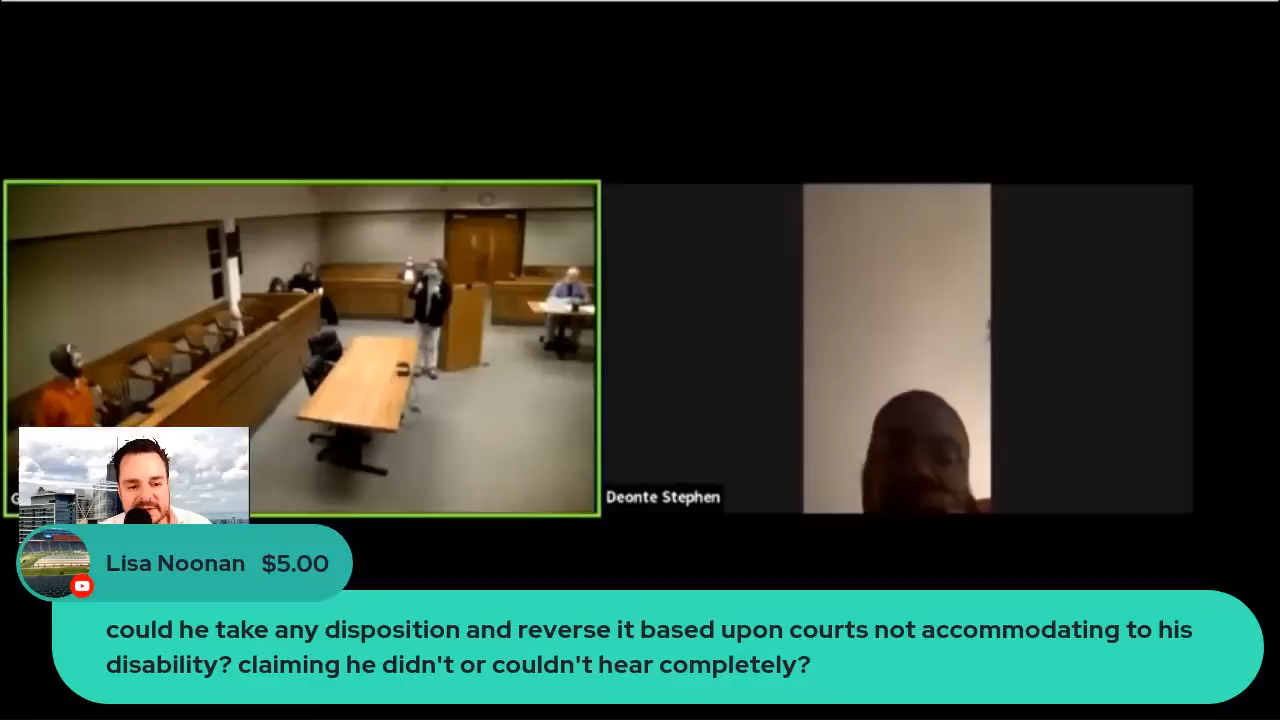 G
Deonte Stephen
Lisa Noonan $5.00
could he take any disposition and reverse it based upon courts not accommodating to his
disability? claiming he didn't or couldn't hear completely?